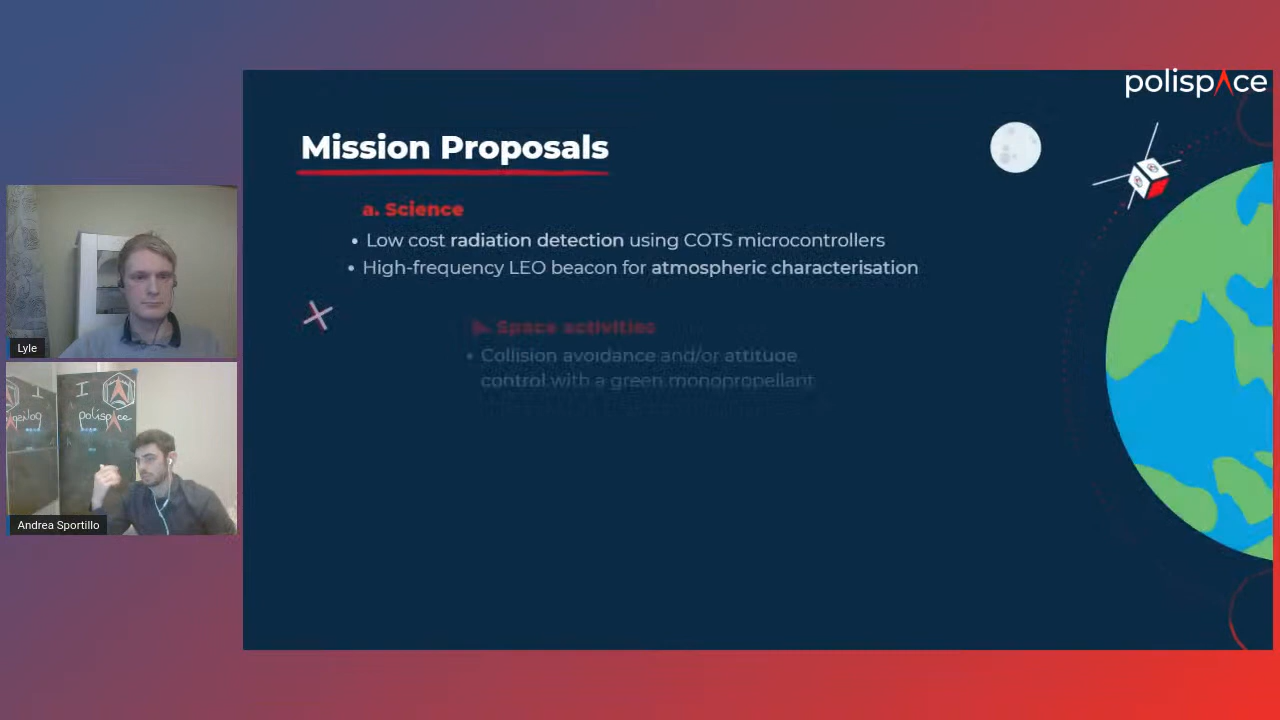 polispace
Mission Proposals
a. Science
• Low cost radiation detection using COTS microcontrollers
• High-frequency LEO beacon for atmospheric characterisation
b. Space activities
• Collision avoidance and/or attitude
control with a green monopropellant
Lyle
polispace
Andrea Sportillo